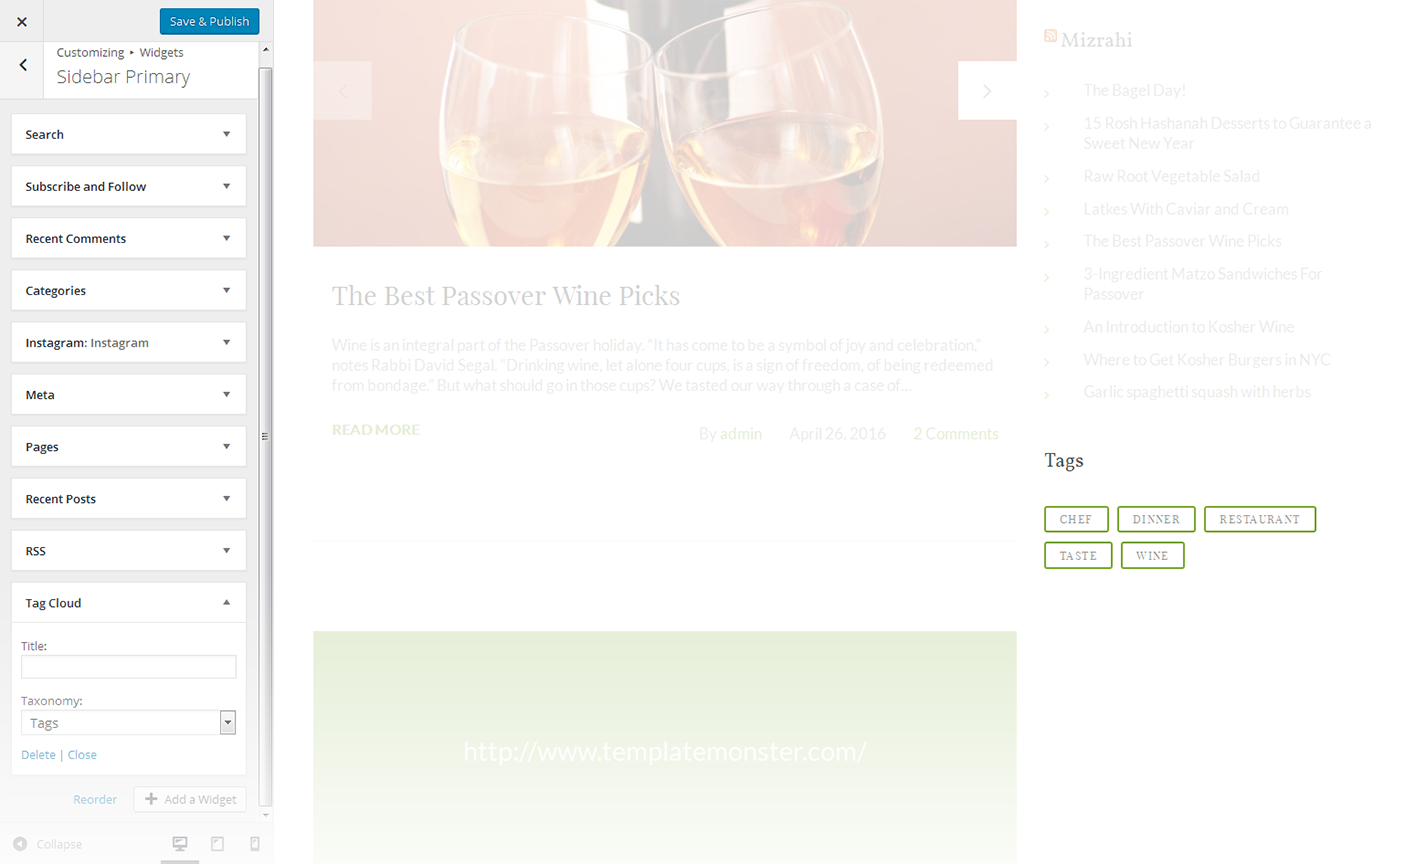 Save & Publish
Customizing ▸ Widgets
Sidebar Primary
Search
Subscribe and Follow
Recent Comments
Categories
Instagram: Instagram
Meta
Pages
Recent Posts
RSS
Tag Cloud
Title:
Taxonomy:
Tags
Delete | Close
Reorder
Add a Widget
Collapse
The Best Passover Wine Picks
Wine is an integral part of the Passover holiday. “It has come to be a symbol of joy and celebration,”
notes Rabbi David Segal. “Drinking wine, let alone four cups, is a sign of freedom, of being redeemed
from bondage.” But what should go in those cups? We tasted our way through a case of...
READ MORE
By admin
April 26, 2016
2 Comments
http://www.templatemonster.com/
Mizrahi
The Bagel Day!
15 Rosh Hashanah Desserts to Guarantee a
Sweet New Year
Raw Root Vegetable Salad
Latkes With Caviar and Cream
The Best Passover Wine Picks
3-Ingredient Matzo Sandwiches For
Passover
An Introduction to Kosher Wine
Where to Get Kosher Burgers in NYC
Garlic spaghetti squash with herbs
Tags
CHEF
DINNER
RESTAURANT
TASTE
WINE